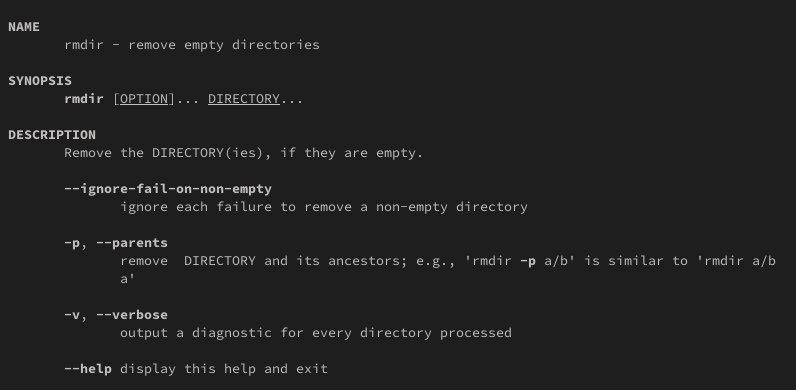 NAME
rmdir - remove empty directories
SYNOPSIS
rmdir [OPTION]... DIRECTORY...
DESCRIPTION
Remove the DIRECTORY(ies), if they are empty.
--ignore-fail-on-non-empty
ignore each failure to remove a non-empty directory
-p, --parents
remove  DIRECTORY and its ancestors; e.g., 'rmdir -p a/b' is similar to 'rmdir a/b
a'
-v, --verbose
output a diagnostic for every directory processed
--help display this help and exit